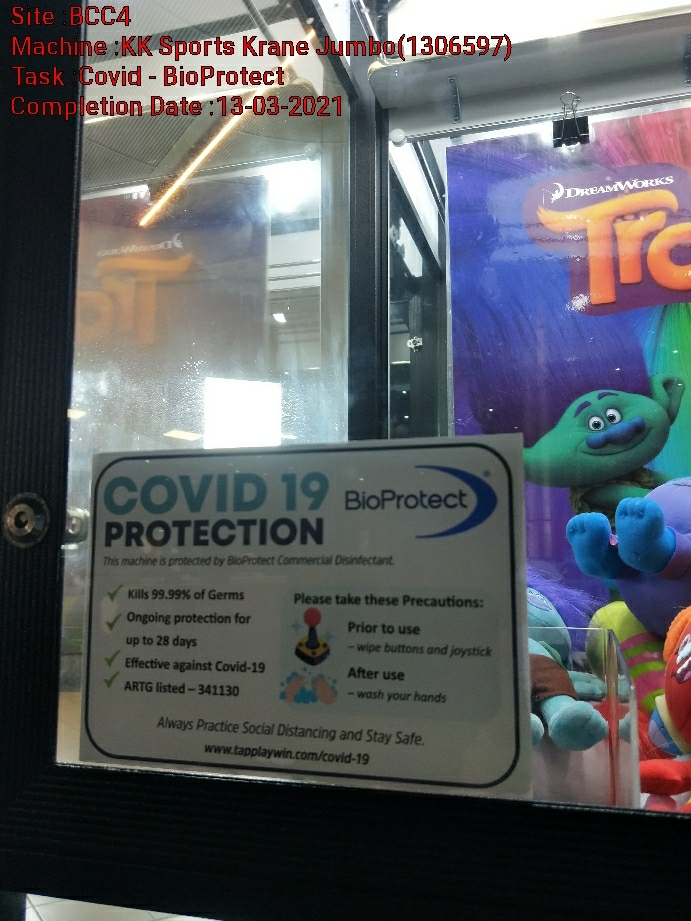 Site :BCC4
Machine :KK Sports Krane Jumbo(1306597)
Task :Covid - BioProtect
Completion Date :13-03-2021
DREAMWORKS
Tro
COVID 19
PROTECTION
BioProtect
This machine is protected by BioProtect Commercial Disinfectant.
Kills 99.99% of Germs
Ongoing protection for
up to 28 days
Effective against Covid-19
ARTG listed – 341130
Please take these Precautions:
Prior to use
– wipe buttons and joystick
After use
– wash your hands
Always Practice Social Distancing and Stay Safe.
www.tapplaywin.com/covid-19